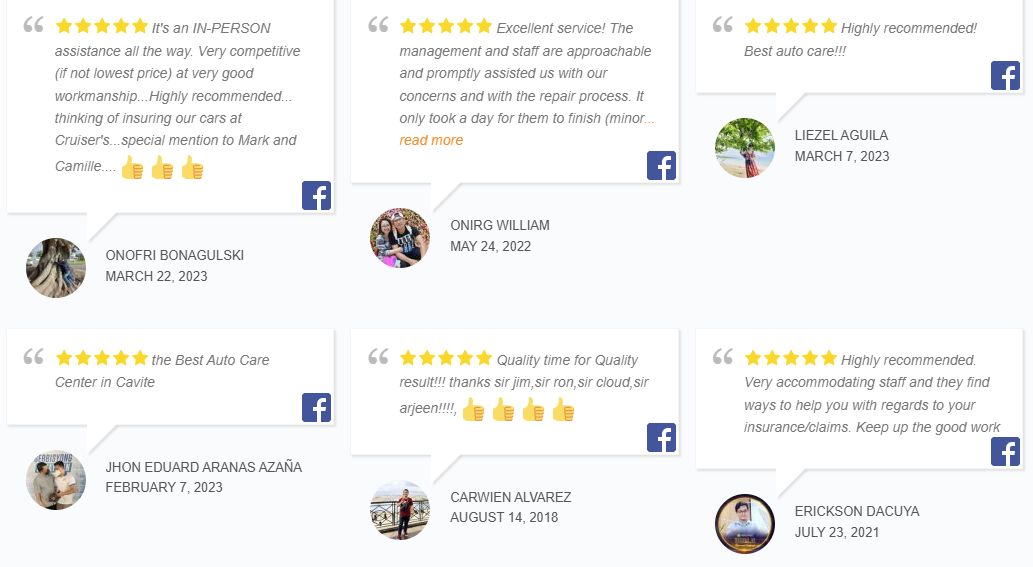 It's an IN-PERSON
assistance all the way. Very competitive
(if not lowest price) at very good
workmanship...Highly recommended...
thinking of insuring our cars at
Cruiser's...special mention to Mark and
Camille....
ONOFRI BONAGULSKI
MARCH 22, 2023
Excellent service! The
management and staff are approachable
and promptly assisted us with our
concerns and with the repair process. It
only took a day for them to finish (minor...
read more
ONIRG WILLIAM
MAY 24, 2022
Highly recommended!
Best auto care!!!
LIEZEL AGUILA
MARCH 7, 2023
the Best Auto Care
Center in Cavite
JHON EDUARD ARANAS AZAÑA
FEBRUARY 7, 2023
Quality time for Quality
result!!! thanks sir jim,sir ron,sir cloud,sir
arjeen!!!!,
CARWIEN ALVAREZ
AUGUST 14, 2018
Highly recommended.
Very accommodating staff and they find
ways to help you with regards to your
insurance/claims. Keep up the good work
ERICKSON DACUYA
JULY 23, 2021